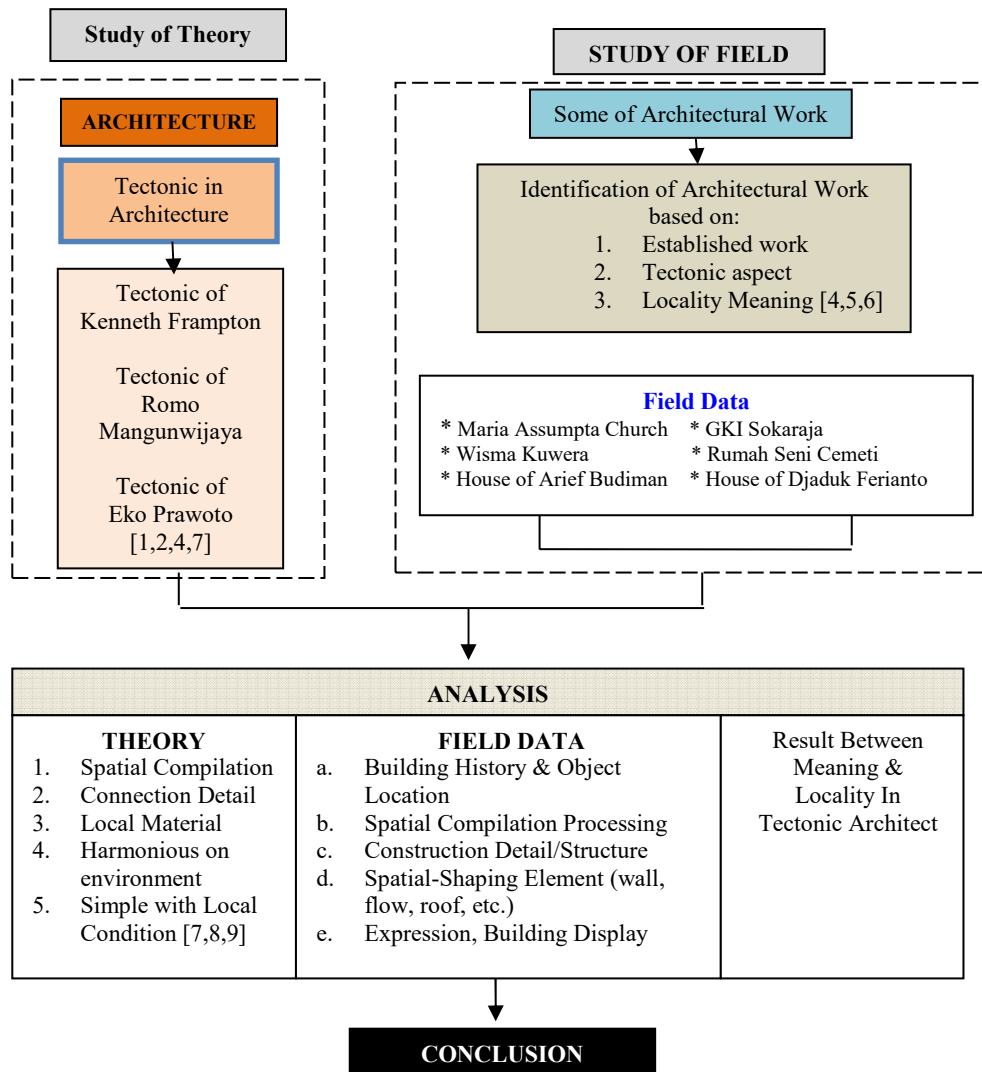 Study of Theory
ARCHITECTURE
Tectonic in
Architecture
Tectonic of
Kenneth Frampton
Tectonic of
Romo
Mangunwijaya
Tectonic of
Eko Prawoto
[1,2,4,7]
STUDY OF FIELD
Some of Architectural Work
Identification of Architectural Work
based on:
1. Established work
2. Tectonic aspect
3. Locality Meaning [4,5,6]
Field Data
* Maria Assumpta Church * GKI Sokaraja
* Wisma Kuwera * Rumah Seni Cemeti
* House of Arief Budiman * House of Djaduk Ferianto
ANALYSIS
THEORY
1. Spatial Compilation
2. Connection Detail
3. Local Material
4. Harmonious on
environment
5. Simple with Local
Condition [7,8,9]
FIELD DATA
a. Building History & Object
Location
b. Spatial Compilation Processing
c. Construction Detail/Structure
d. Spatial-Shaping Element (wall,
flow, roof, etc.)
e. Expression, Building Display
Result Between
Meaning &
Locality In
Tectonic Architect
CONCLUSION